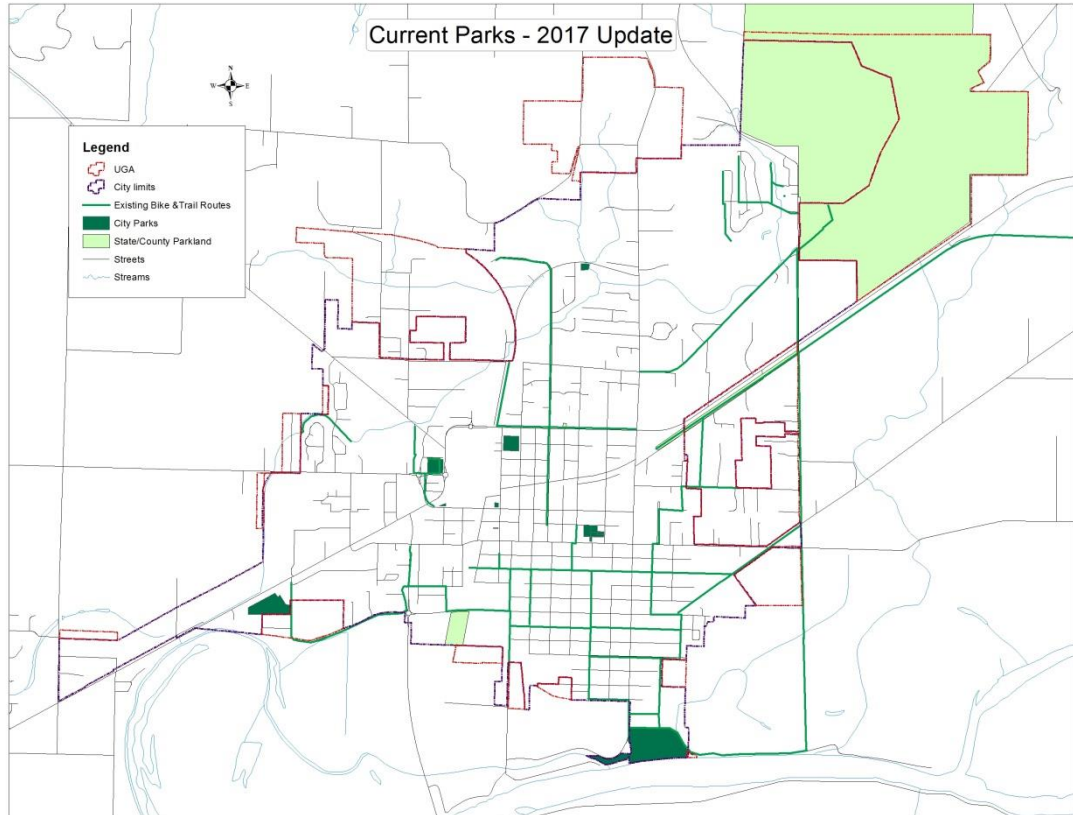 Current Parks - 2017 Update
N
W E
S
Legend
UGA
City limits
Existing Bike &Trail Routes
City Parks
State/County Parkland
Streets
Streams